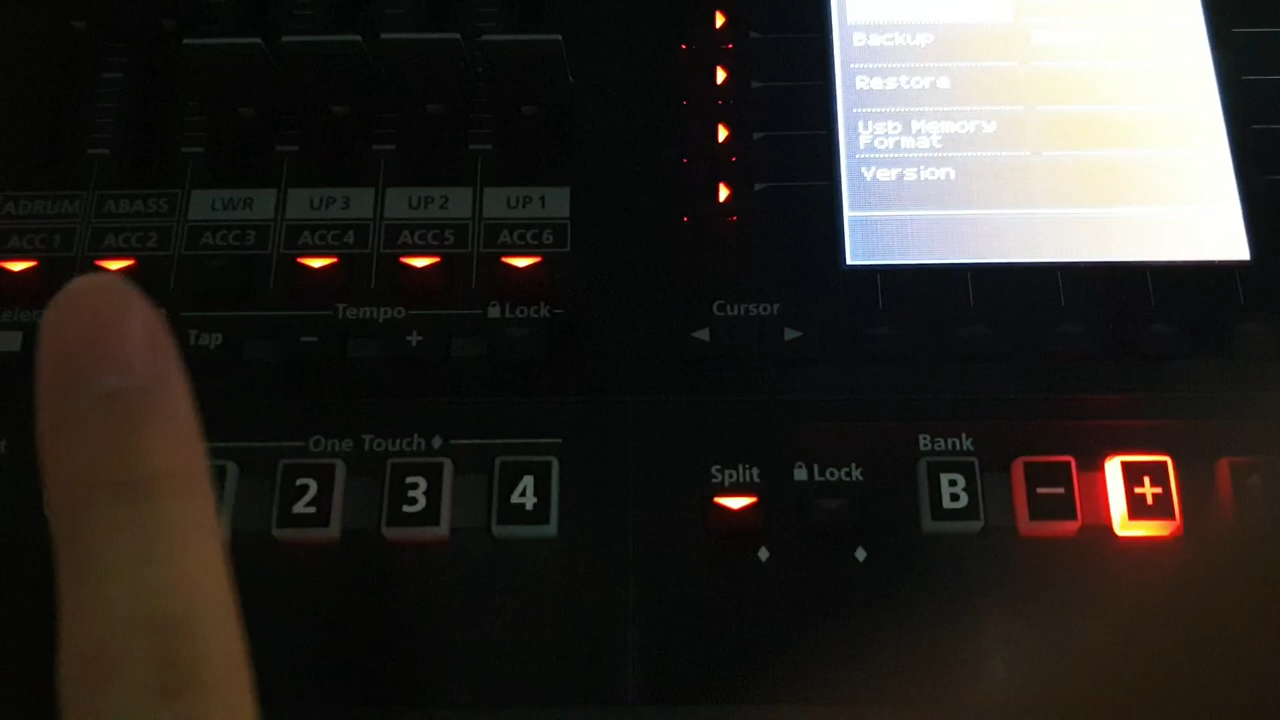 Backup
Restore
Usb Memory
Format
Version
ADRUM ABASS LWR UP3 UP2 UP1
ACC1 ACC2 ACC3 ACC4 ACC5 ACC6
Tempo Lock
Tap − +
Cursor
One Touch
2 3 4
Split Lock
Bank
B − +